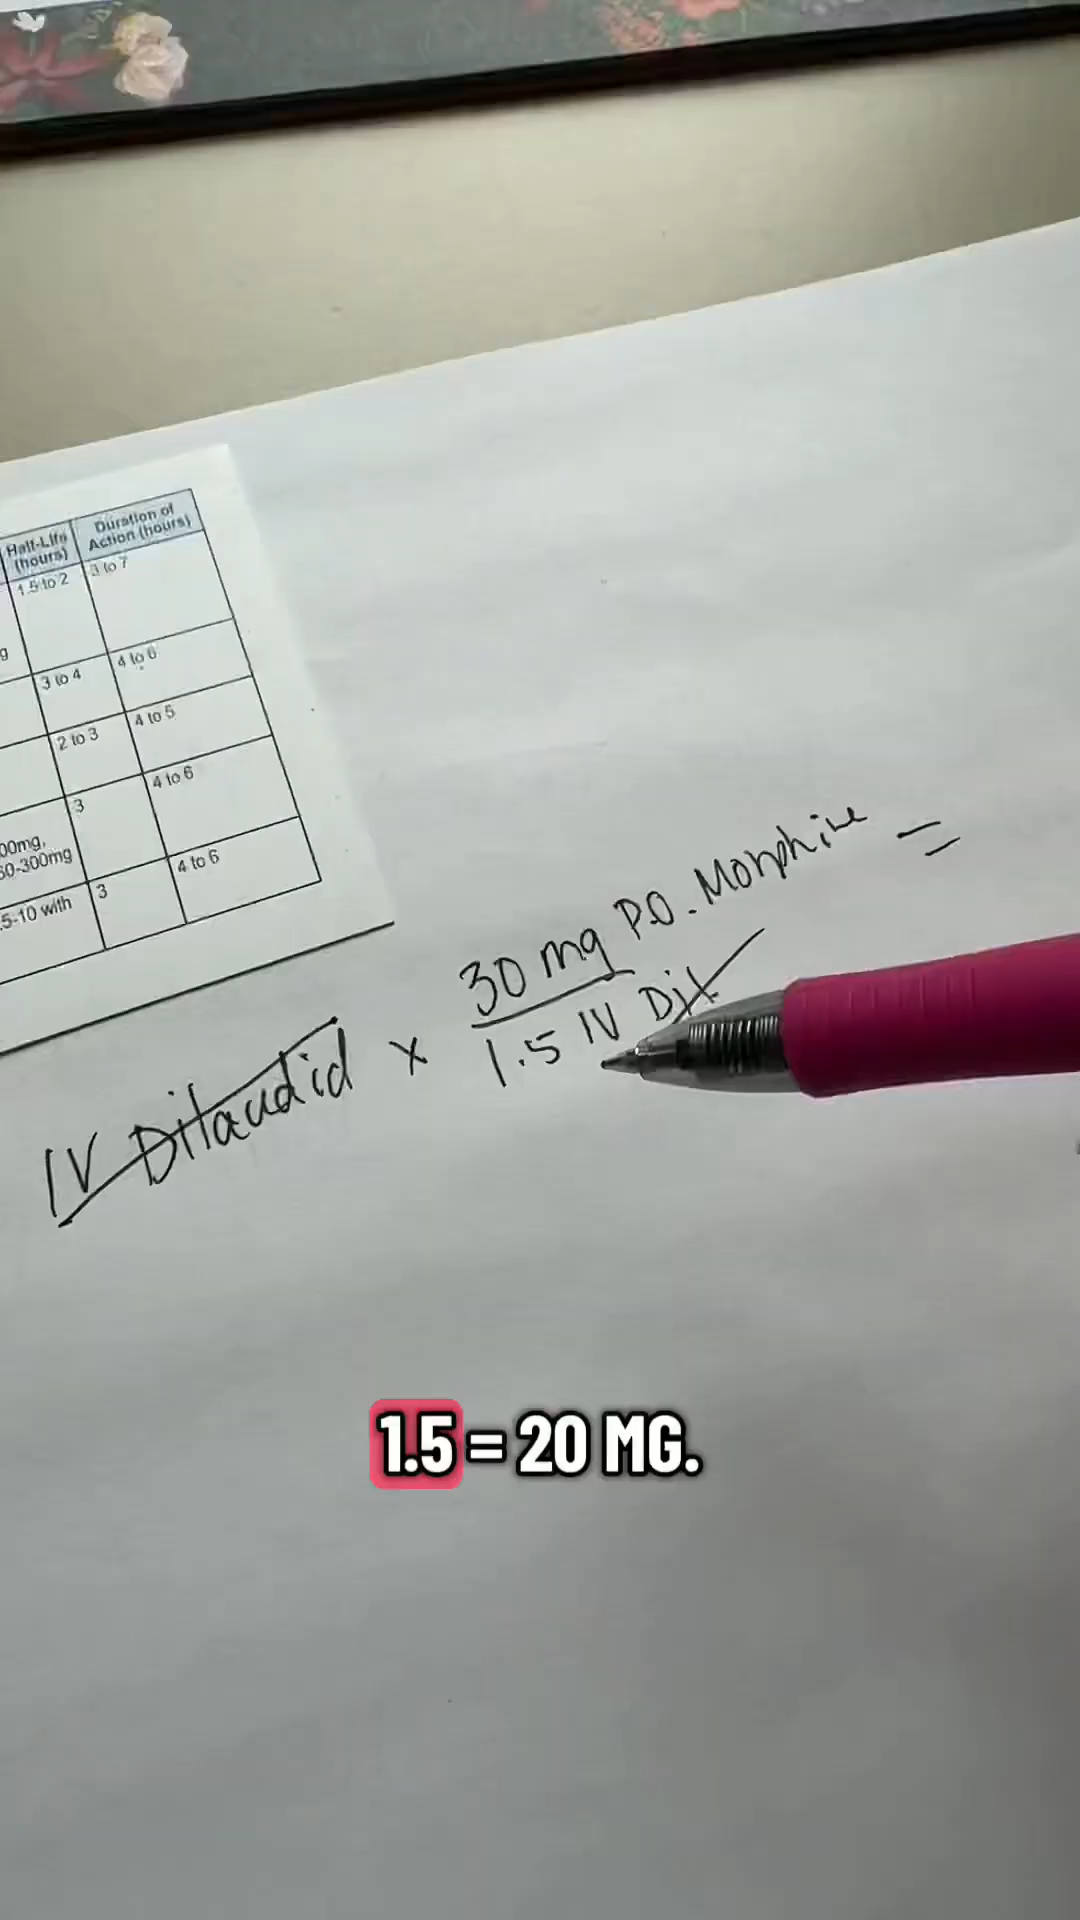 Half-Life (hours)
Duration of Action (hours)
1.5 to 2
3 to 7
g
3 to 4
4 to 6
2 to 3
4 to 5
3
4 to 6
00mg,
60-300mg
3
4 to 6
.5-10 with
30 mg P.O. Morphine =
IV Dilaudid x
1.5 IV Dil
1.5 = 20 MG.